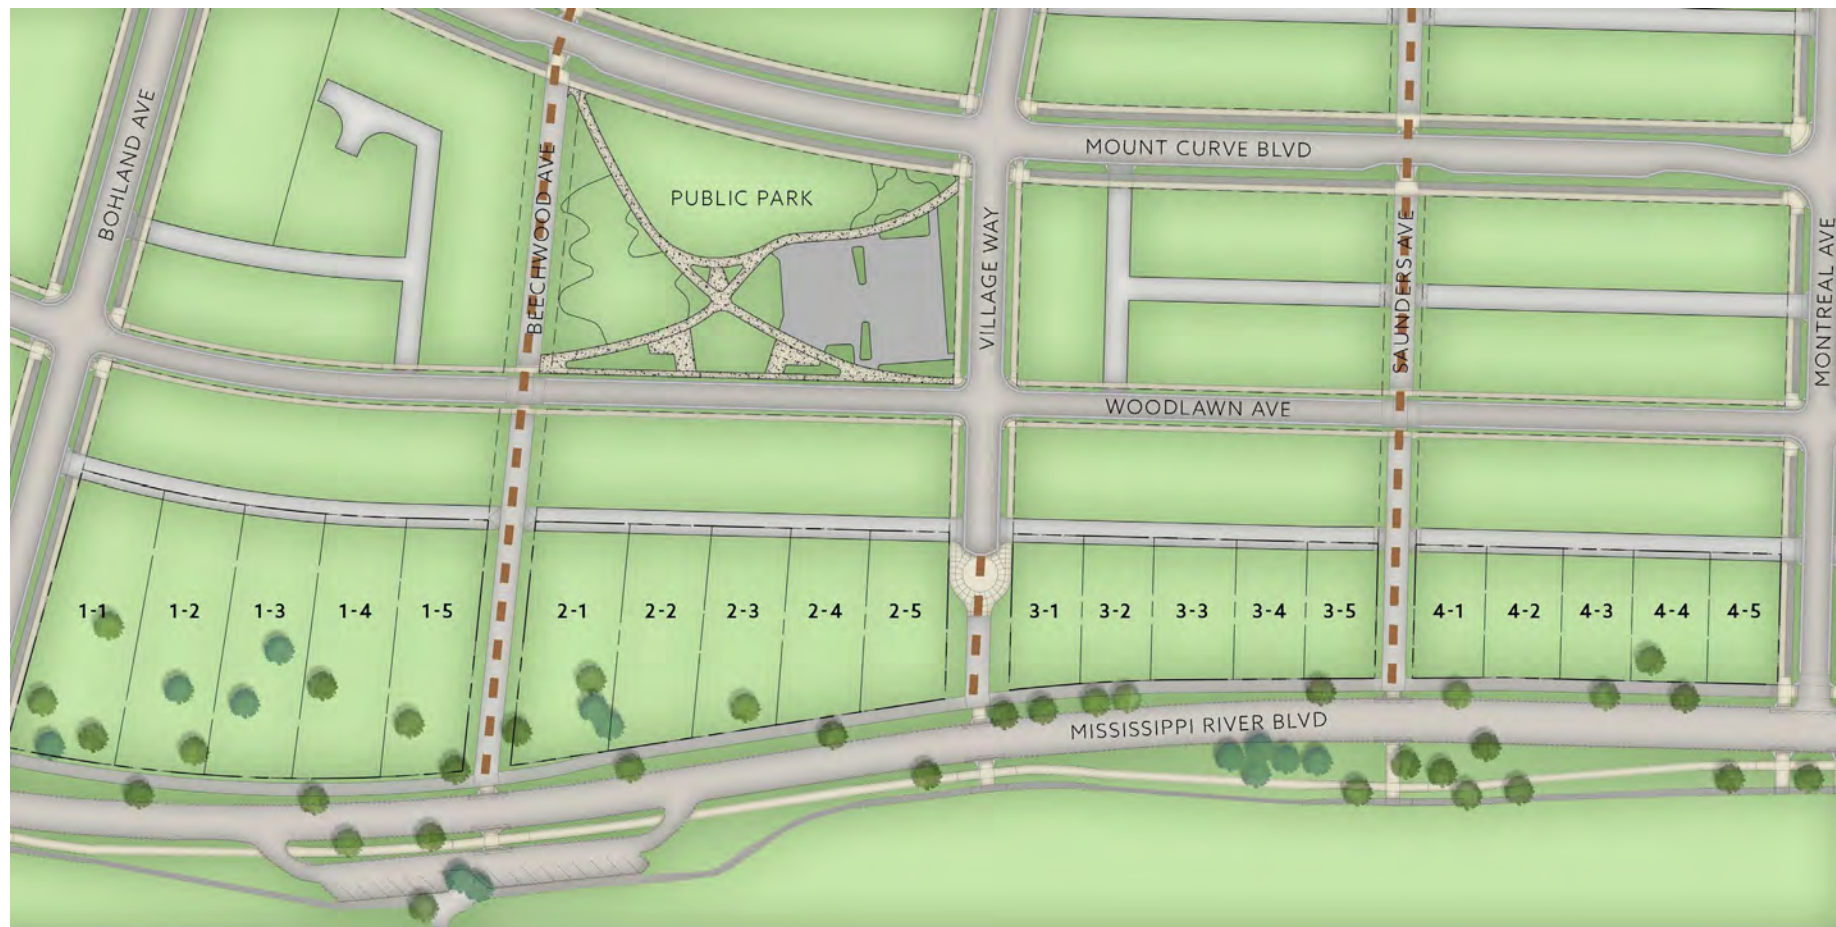 BOHLAND AVE
BEECHWOOD AVE
PUBLIC PARK
VILLAGE WAY
MOUNT CURVE BLVD
SAUNDERS AVE
MONTREAL AVE
WOODLAWN AVE
1-1
1-2
1-3
1-4
1-5
2-1
2-2
2-3
2-4
2-5
3-1
3-2
3-3
3-4
3-5
4-1
4-2
4-3
4-4
4-5
MISSISSIPPI RIVER BLVD